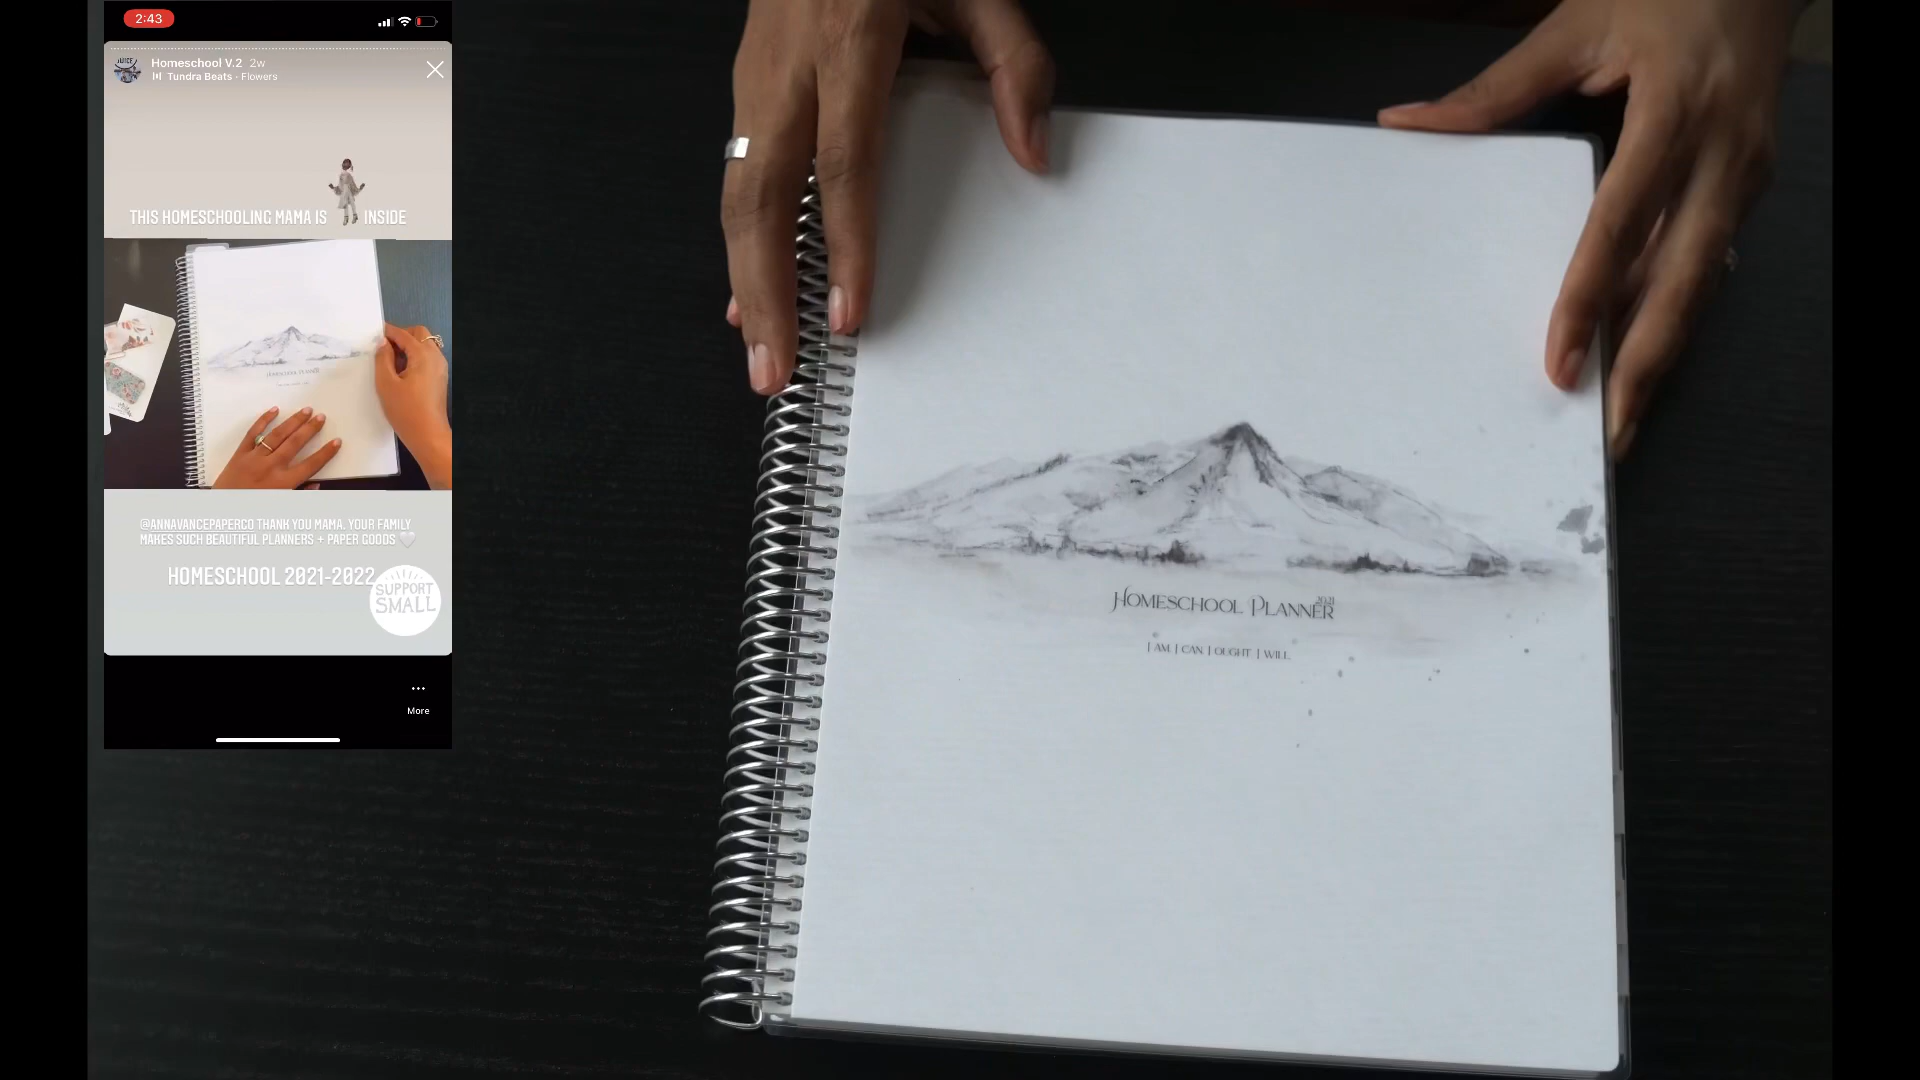 2:43
Homeschool V.2 2w
Tundra Beats · Flowers
THIS HOMESCHOOLING MAMA IS INSIDE
@ANNAVANCEPAPERCO THANK YOU MAMA. YOUR FAMILY
MAKES SUCH BEAUTIFUL PLANNERS + PAPER GOODS
HOMESCHOOL 2021-2022
SUPPORT
SMALL
More
2021
HOMESCHOOL PLANNER
I AM. I CAN. I OUGHT. I WILL.